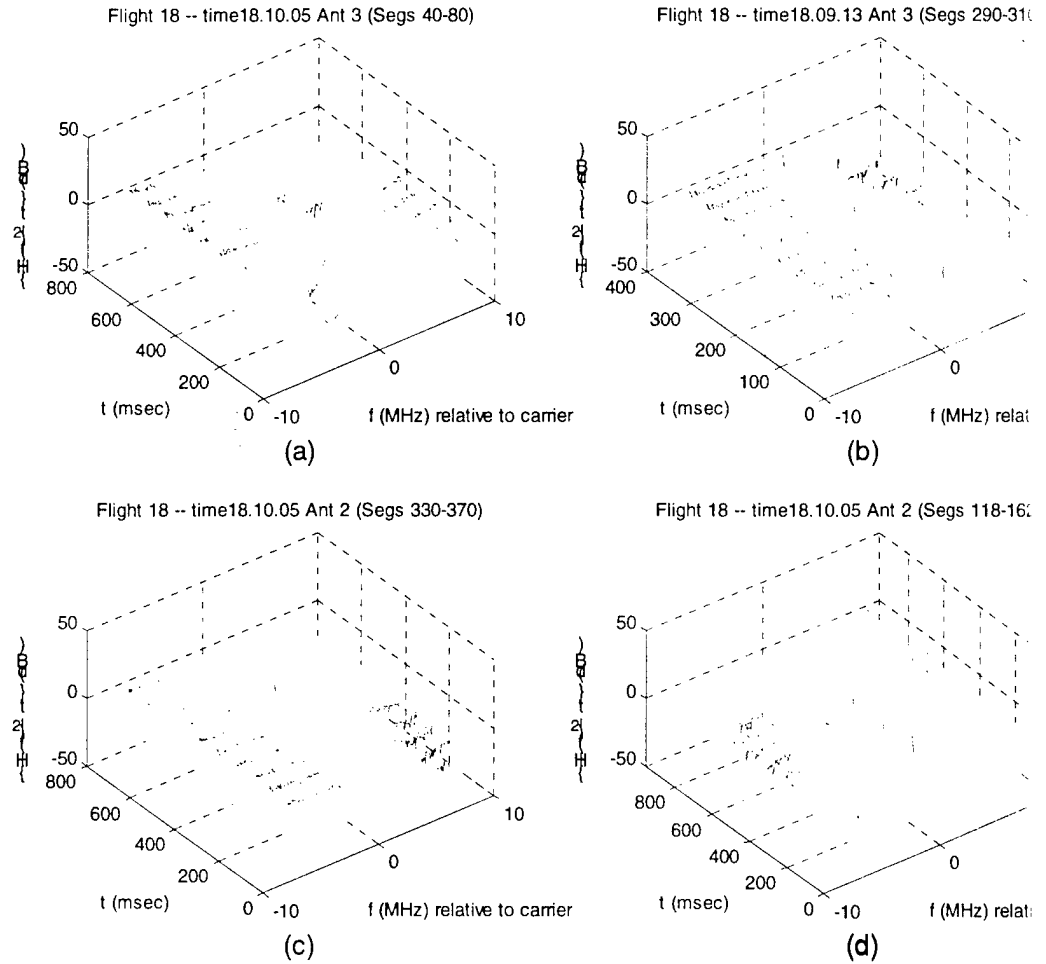 Flight 18 -- time18.10.05 Ant 3 (Segs 40-80)
50
0
-50
800
600
400
200
0
-10
0
10
t (msec)
f (MHz) relative to carrier
(a)
Flight 18 -- time18.09.13 Ant 3 (Segs 290-310
50
0
-50
400
300
200
100
0
-10
0
t (msec)
f (MHz) relati
(b)
Flight 18 -- time18.10.05 Ant 2 (Segs 330-370)
50
0
-50
800
600
400
200
0
-10
0
10
t (msec)
f (MHz) relative to carrier
(c)
Flight 18 -- time18.10.05 Ant 2 (Segs 118-162
50
0
-50
800
600
400
200
0
-10
0
t (msec)
f (MHz) relati
(d)